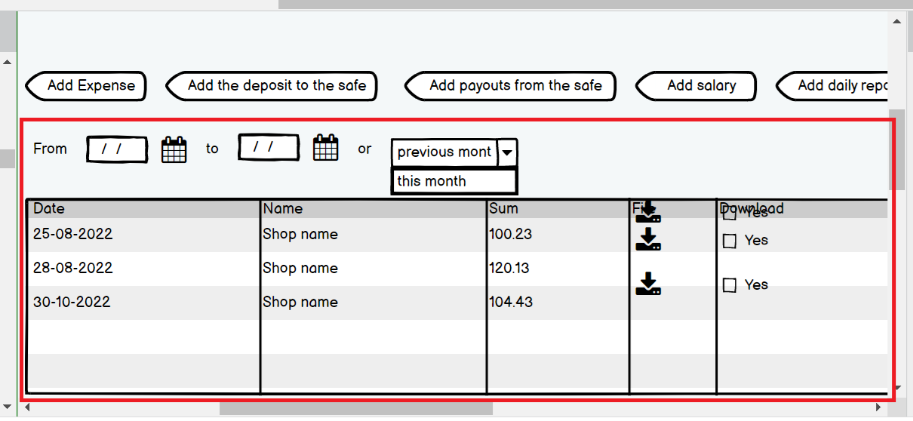 Add Expense Add the deposit to the safe Add payouts from the safe Add salary Add daily repo
From / / to / / or previous mont
this month
Date Name Sum File Download
Yes
25-08-2022 Shop name 100.23 Yes
28-08-2022 Shop name 120.13
Yes
30-10-2022 Shop name 104.43